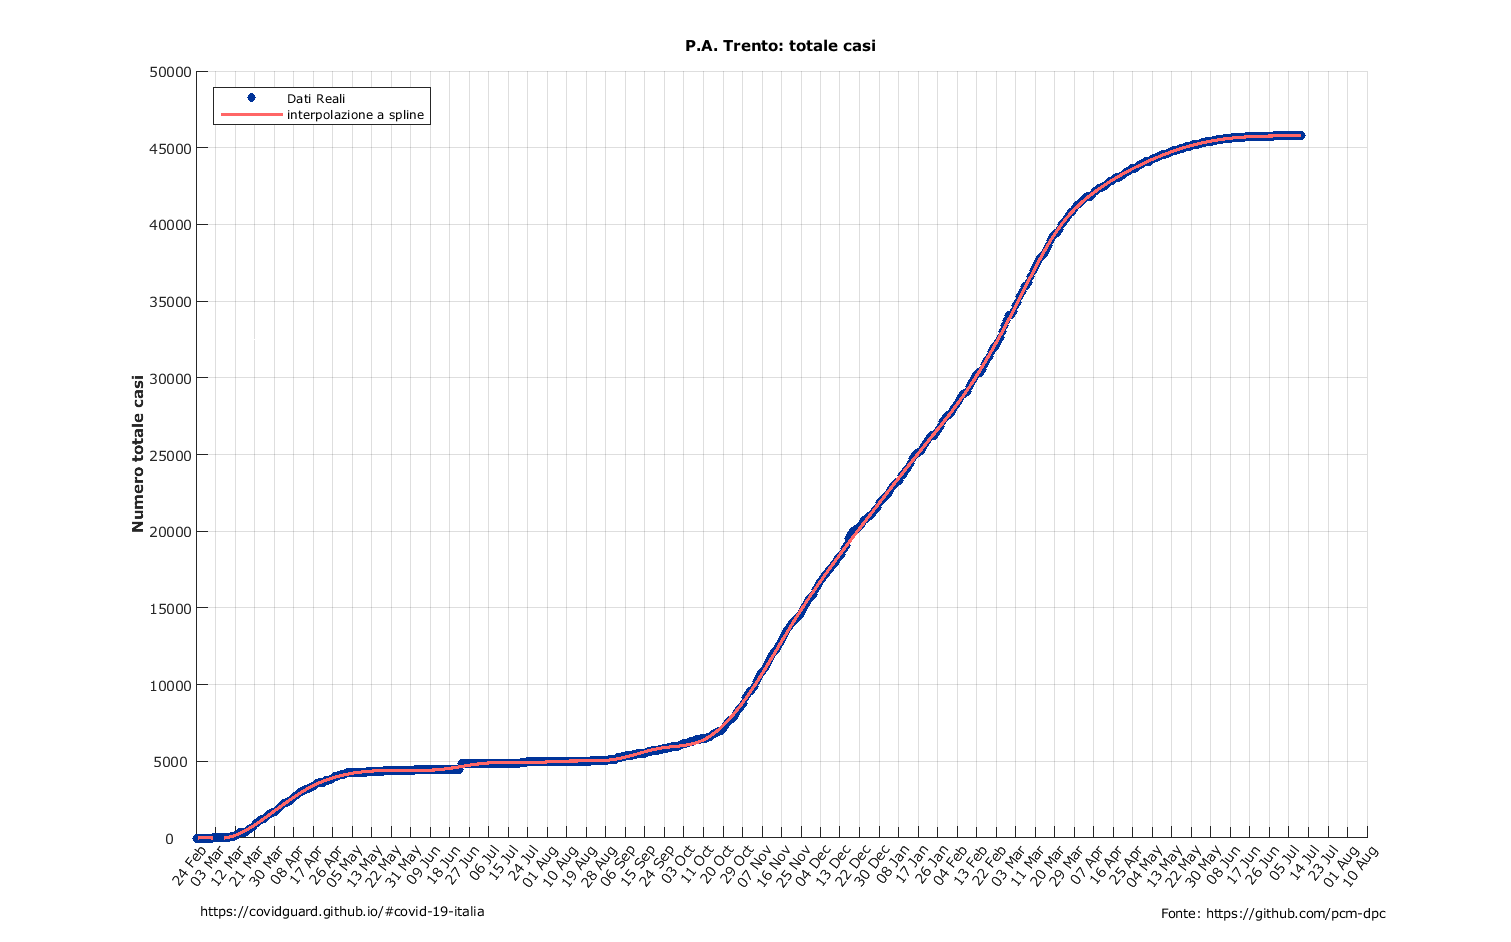 P.A. Trento: totale casi
50000
45000
40000
35000
30000
25000
20000
15000
10000
5000
0
Numero totale casi
Dati Reali
interpolazione a spline
24 Feb
03 Mar
12 Mar
21 Mar
30 Mar
08 Apr
17 Apr
26 Apr
05 May
13 May
22 May
31 May
09 Jun
18 Jun
27 Jun
06 Jul
15 Jul
24 Jul
01 Aug
10 Aug
19 Aug
28 Aug
06 Sep
15 Sep
24 Sep
03 Oct
11 Oct
20 Oct
29 Oct
07 Nov
16 Nov
25 Nov
04 Dec
13 Dec
22 Dec
30 Dec
08 Jan
17 Jan
26 Jan
04 Feb
13 Feb
22 Feb
02 Mar
11 Mar
20 Mar
29 Mar
07 Apr
16 Apr
25 Apr
04 May
13 May
22 May
30 May
08 Jun
17 Jun
26 Jun
05 Jul
14 Jul
23 Jul
01 Aug
10 Aug
https://covidguard.github.io/#covid-19-italia
Fonte: https://github.com/pcm-dpc